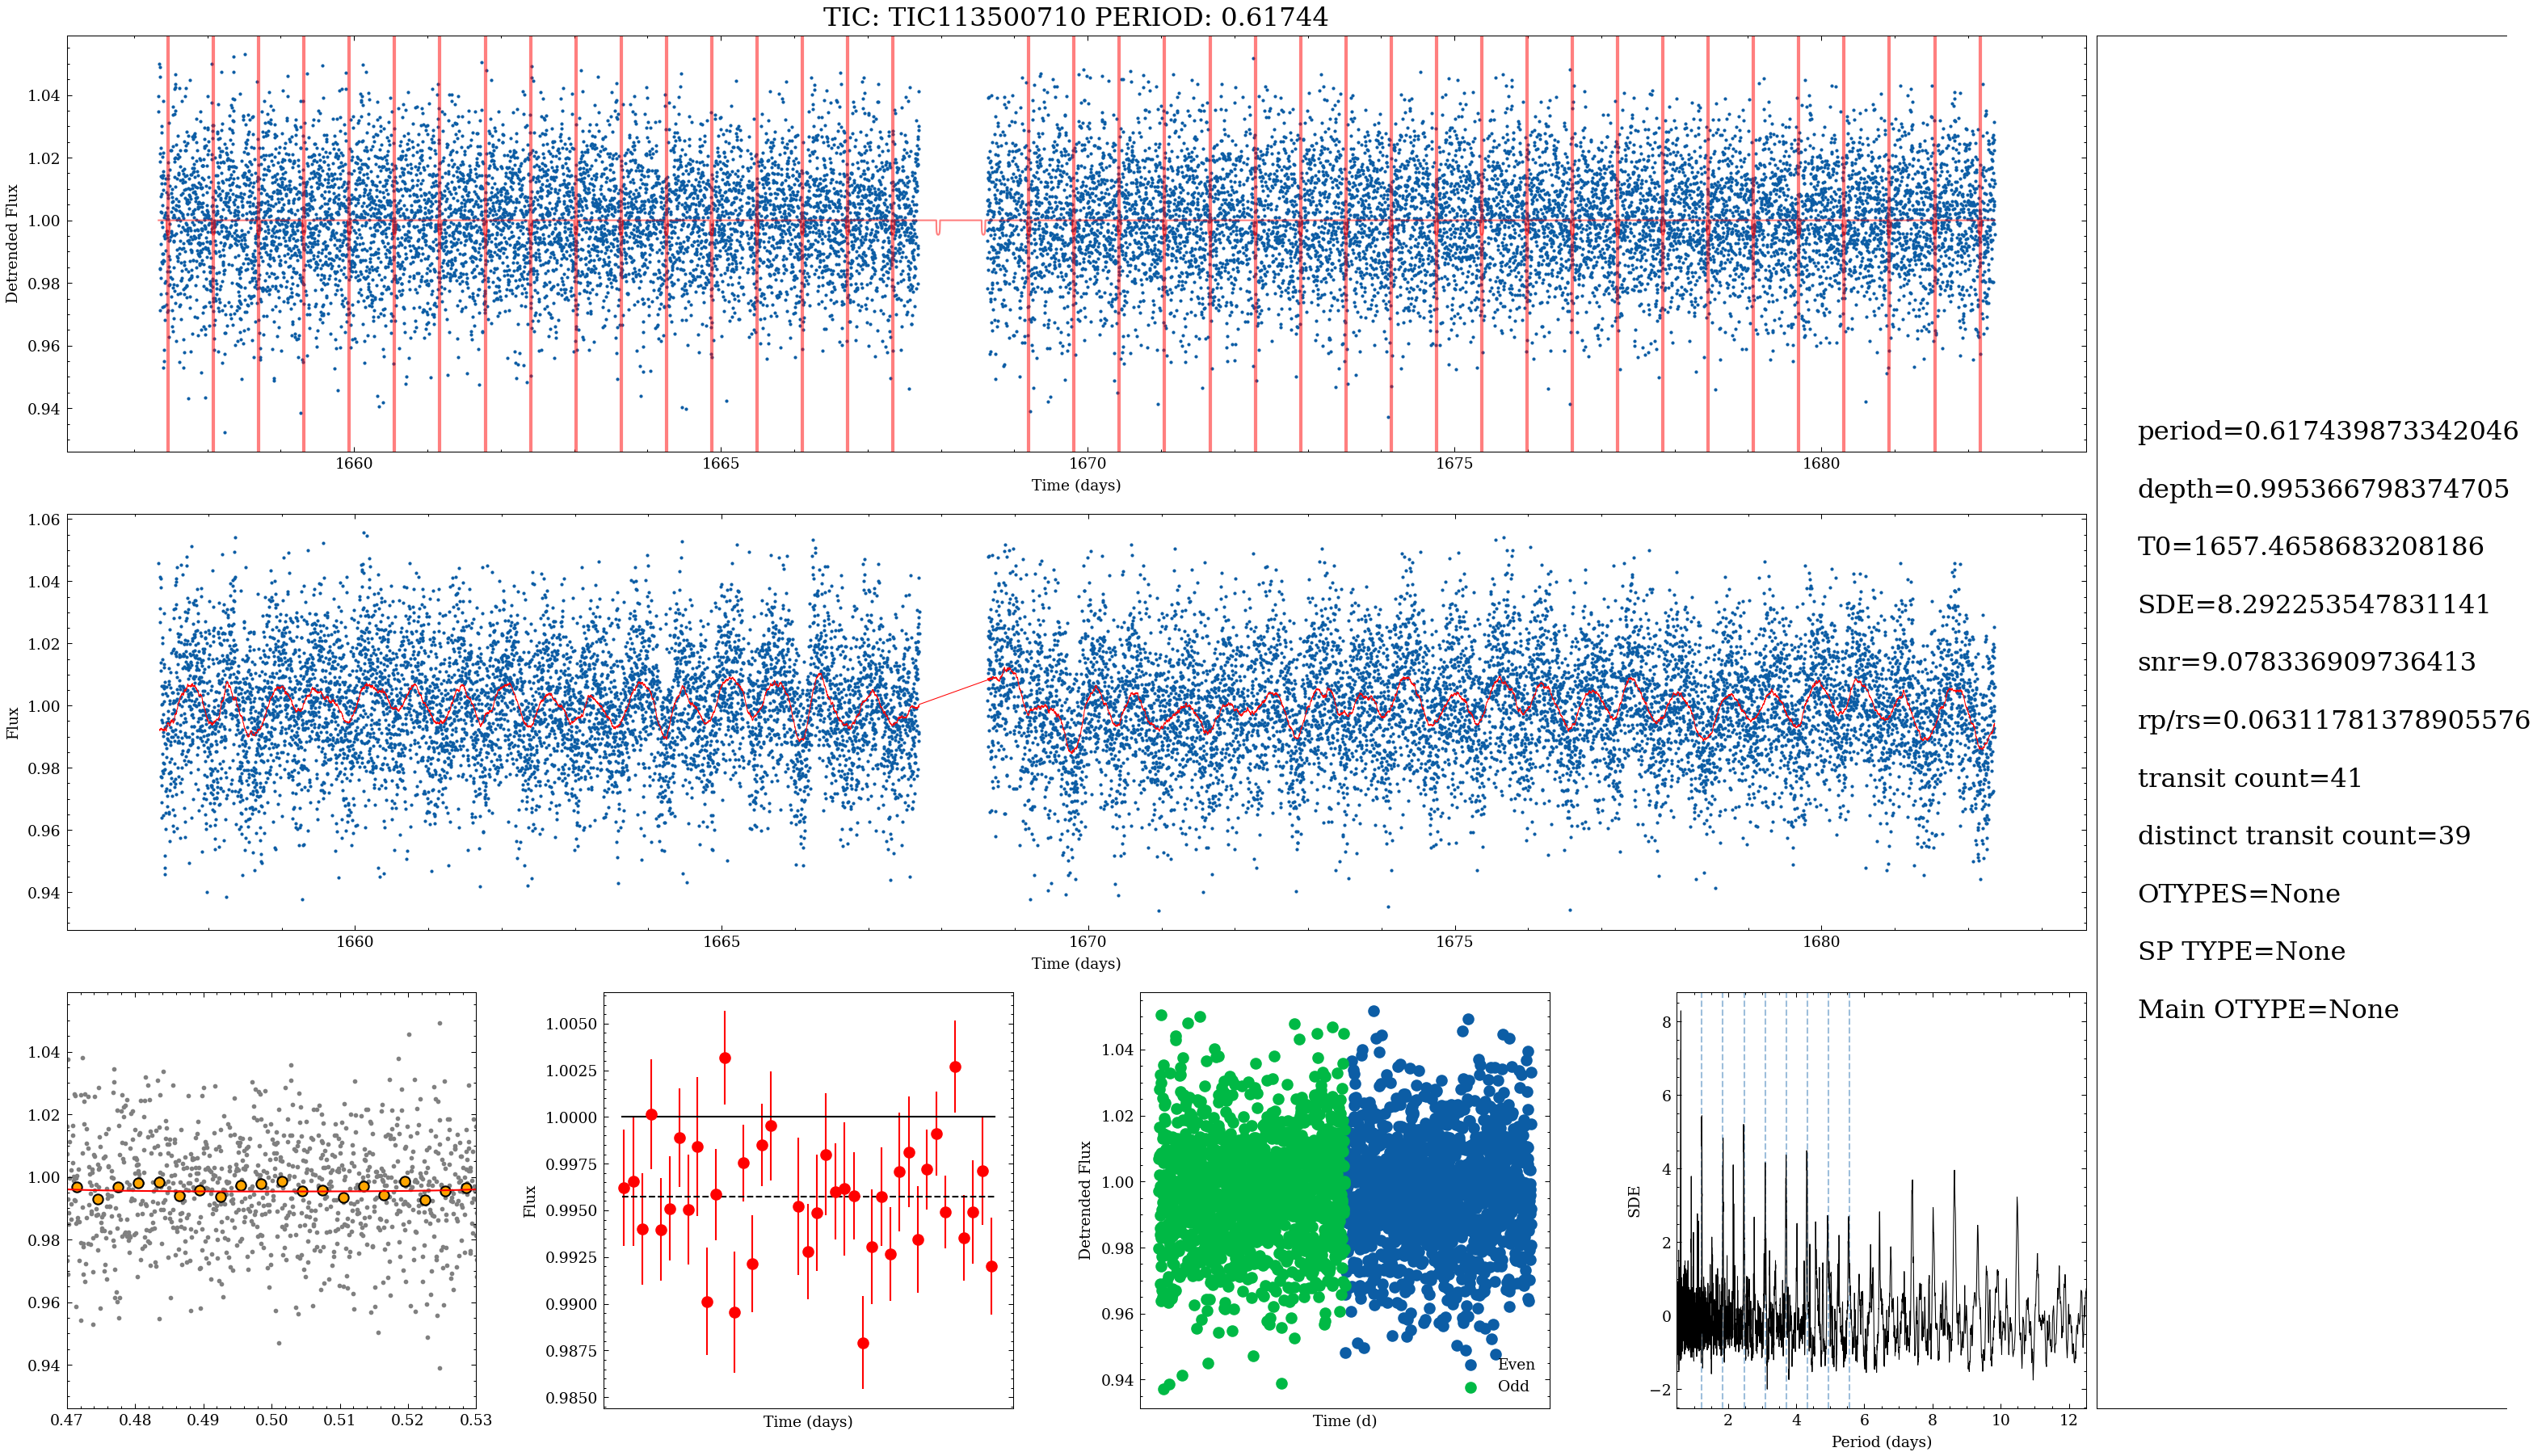 TIC: TIC113500710 PERIOD: 0.61744
1.04
1.02
1.00
0.98
0.96
0.94
Detrended Flux
1660
1665
1670
1675
1680
Time (days)
1.06
1.04
1.02
1.00
0.98
0.96
0.94
Flux
1660
1665
1670
1675
1680
Time (days)
period=0.617439873342046
depth=0.995366798374705
T0=1657.4658683208186
SDE=8.292253547831141
snr=9.078336909736413
rp/rs=0.06311781378905576
transit count=41
distinct transit count=39
OTYPES=None
SP TYPE=None
Main OTYPE=None
1.04
1.02
1.00
0.98
0.96
0.94
0.47
0.48
0.49
0.50
0.51
0.52
0.53
1.0050
1.0025
1.0000
0.9975
0.9950
0.9925
0.9900
0.9875
0.9850
Flux
Time (days)
1.04
1.02
1.00
0.98
0.96
0.94
Detrended Flux
Even
Odd
Time (d)
8
6
4
2
0
−2
SDE
2
4
6
8
10
12
Period (days)